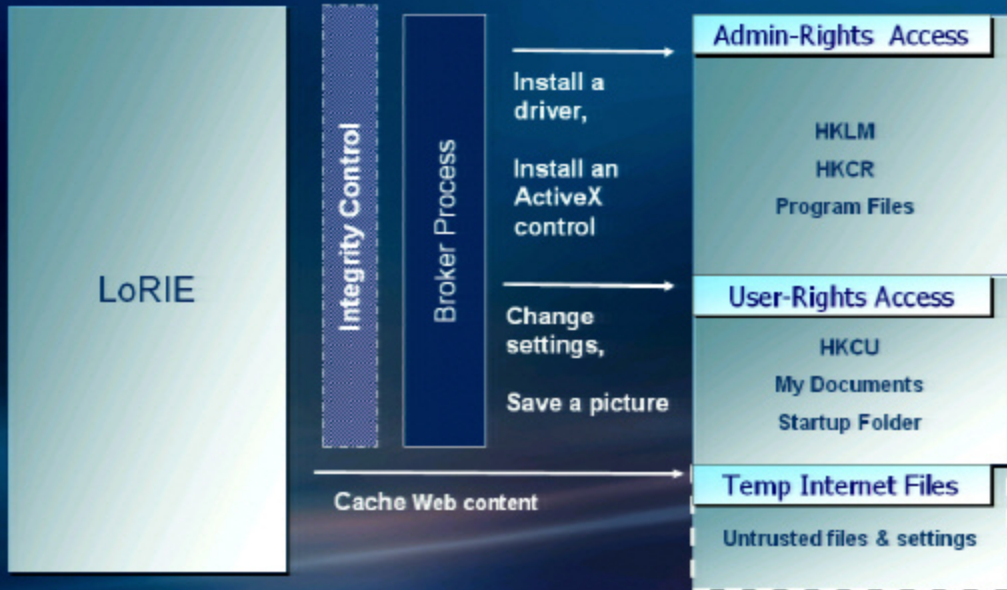 LoRIE
Integrity Control
Broker Process
Install a
driver,
Install an
ActiveX
control
Change
settings,
Save a picture
Cache Web content
Admin-Rights Access
HKLM
HKCR
Program Files
User-Rights Access
HKCU
My Documents
Startup Folder
Temp Internet Files
Untrusted files & settings